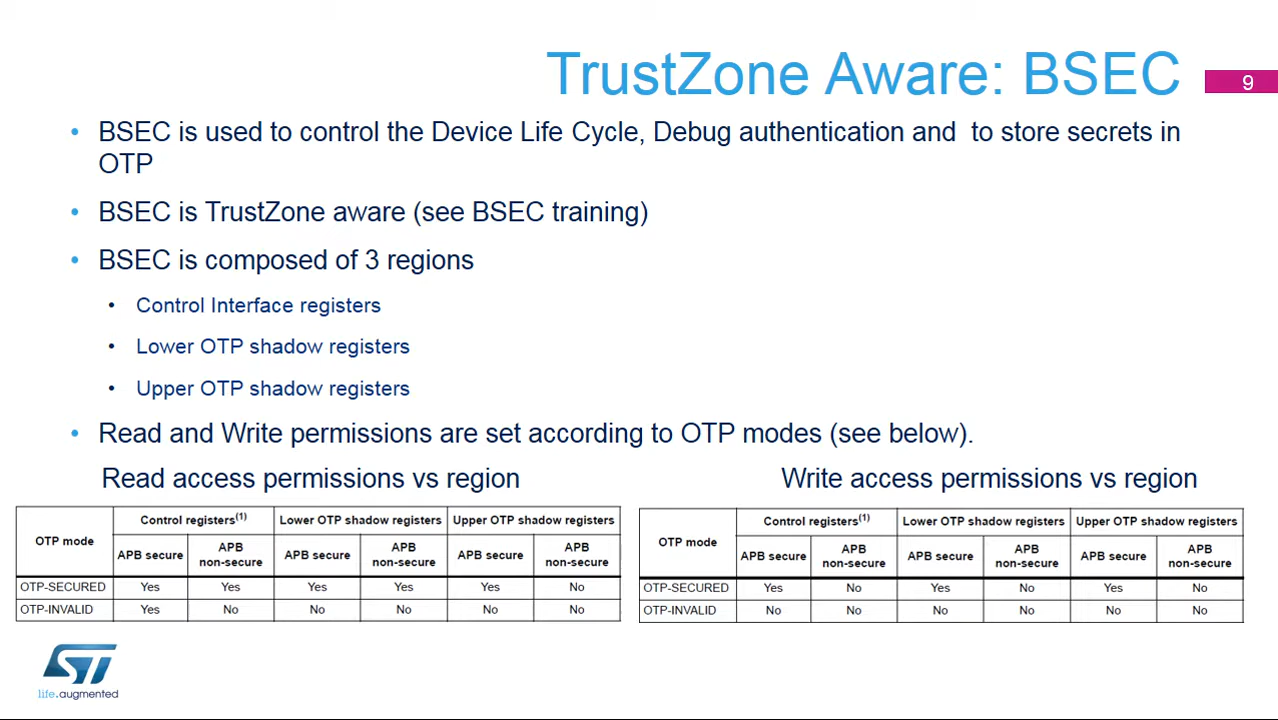 TrustZone Aware: BSEC
9
• BSEC is used to control the Device Life Cycle, Debug authentication and  to store secrets in
OTP
• BSEC is TrustZone aware (see BSEC training)
• BSEC is composed of 3 regions
• Control Interface registers
• Lower OTP shadow registers
• Upper OTP shadow registers
• Read and Write permissions are set according to OTP modes (see below).
Read access permissions vs region
OTP mode
Control registers(1) Lower OTP shadow registers Upper OTP shadow registers
APB secure APB non-secure APB secure APB non-secure APB secure APB non-secure
OTP-SECURED Yes Yes Yes Yes Yes No
OTP-INVALID Yes No No No No No
Write access permissions vs region
OTP mode
Control registers(1) Lower OTP shadow registers Upper OTP shadow registers
APB secure APB non-secure APB secure APB non-secure APB secure APB non-secure
OTP-SECURED Yes No Yes No Yes No
OTP-INVALID No No No No No No
ST
life.augmented